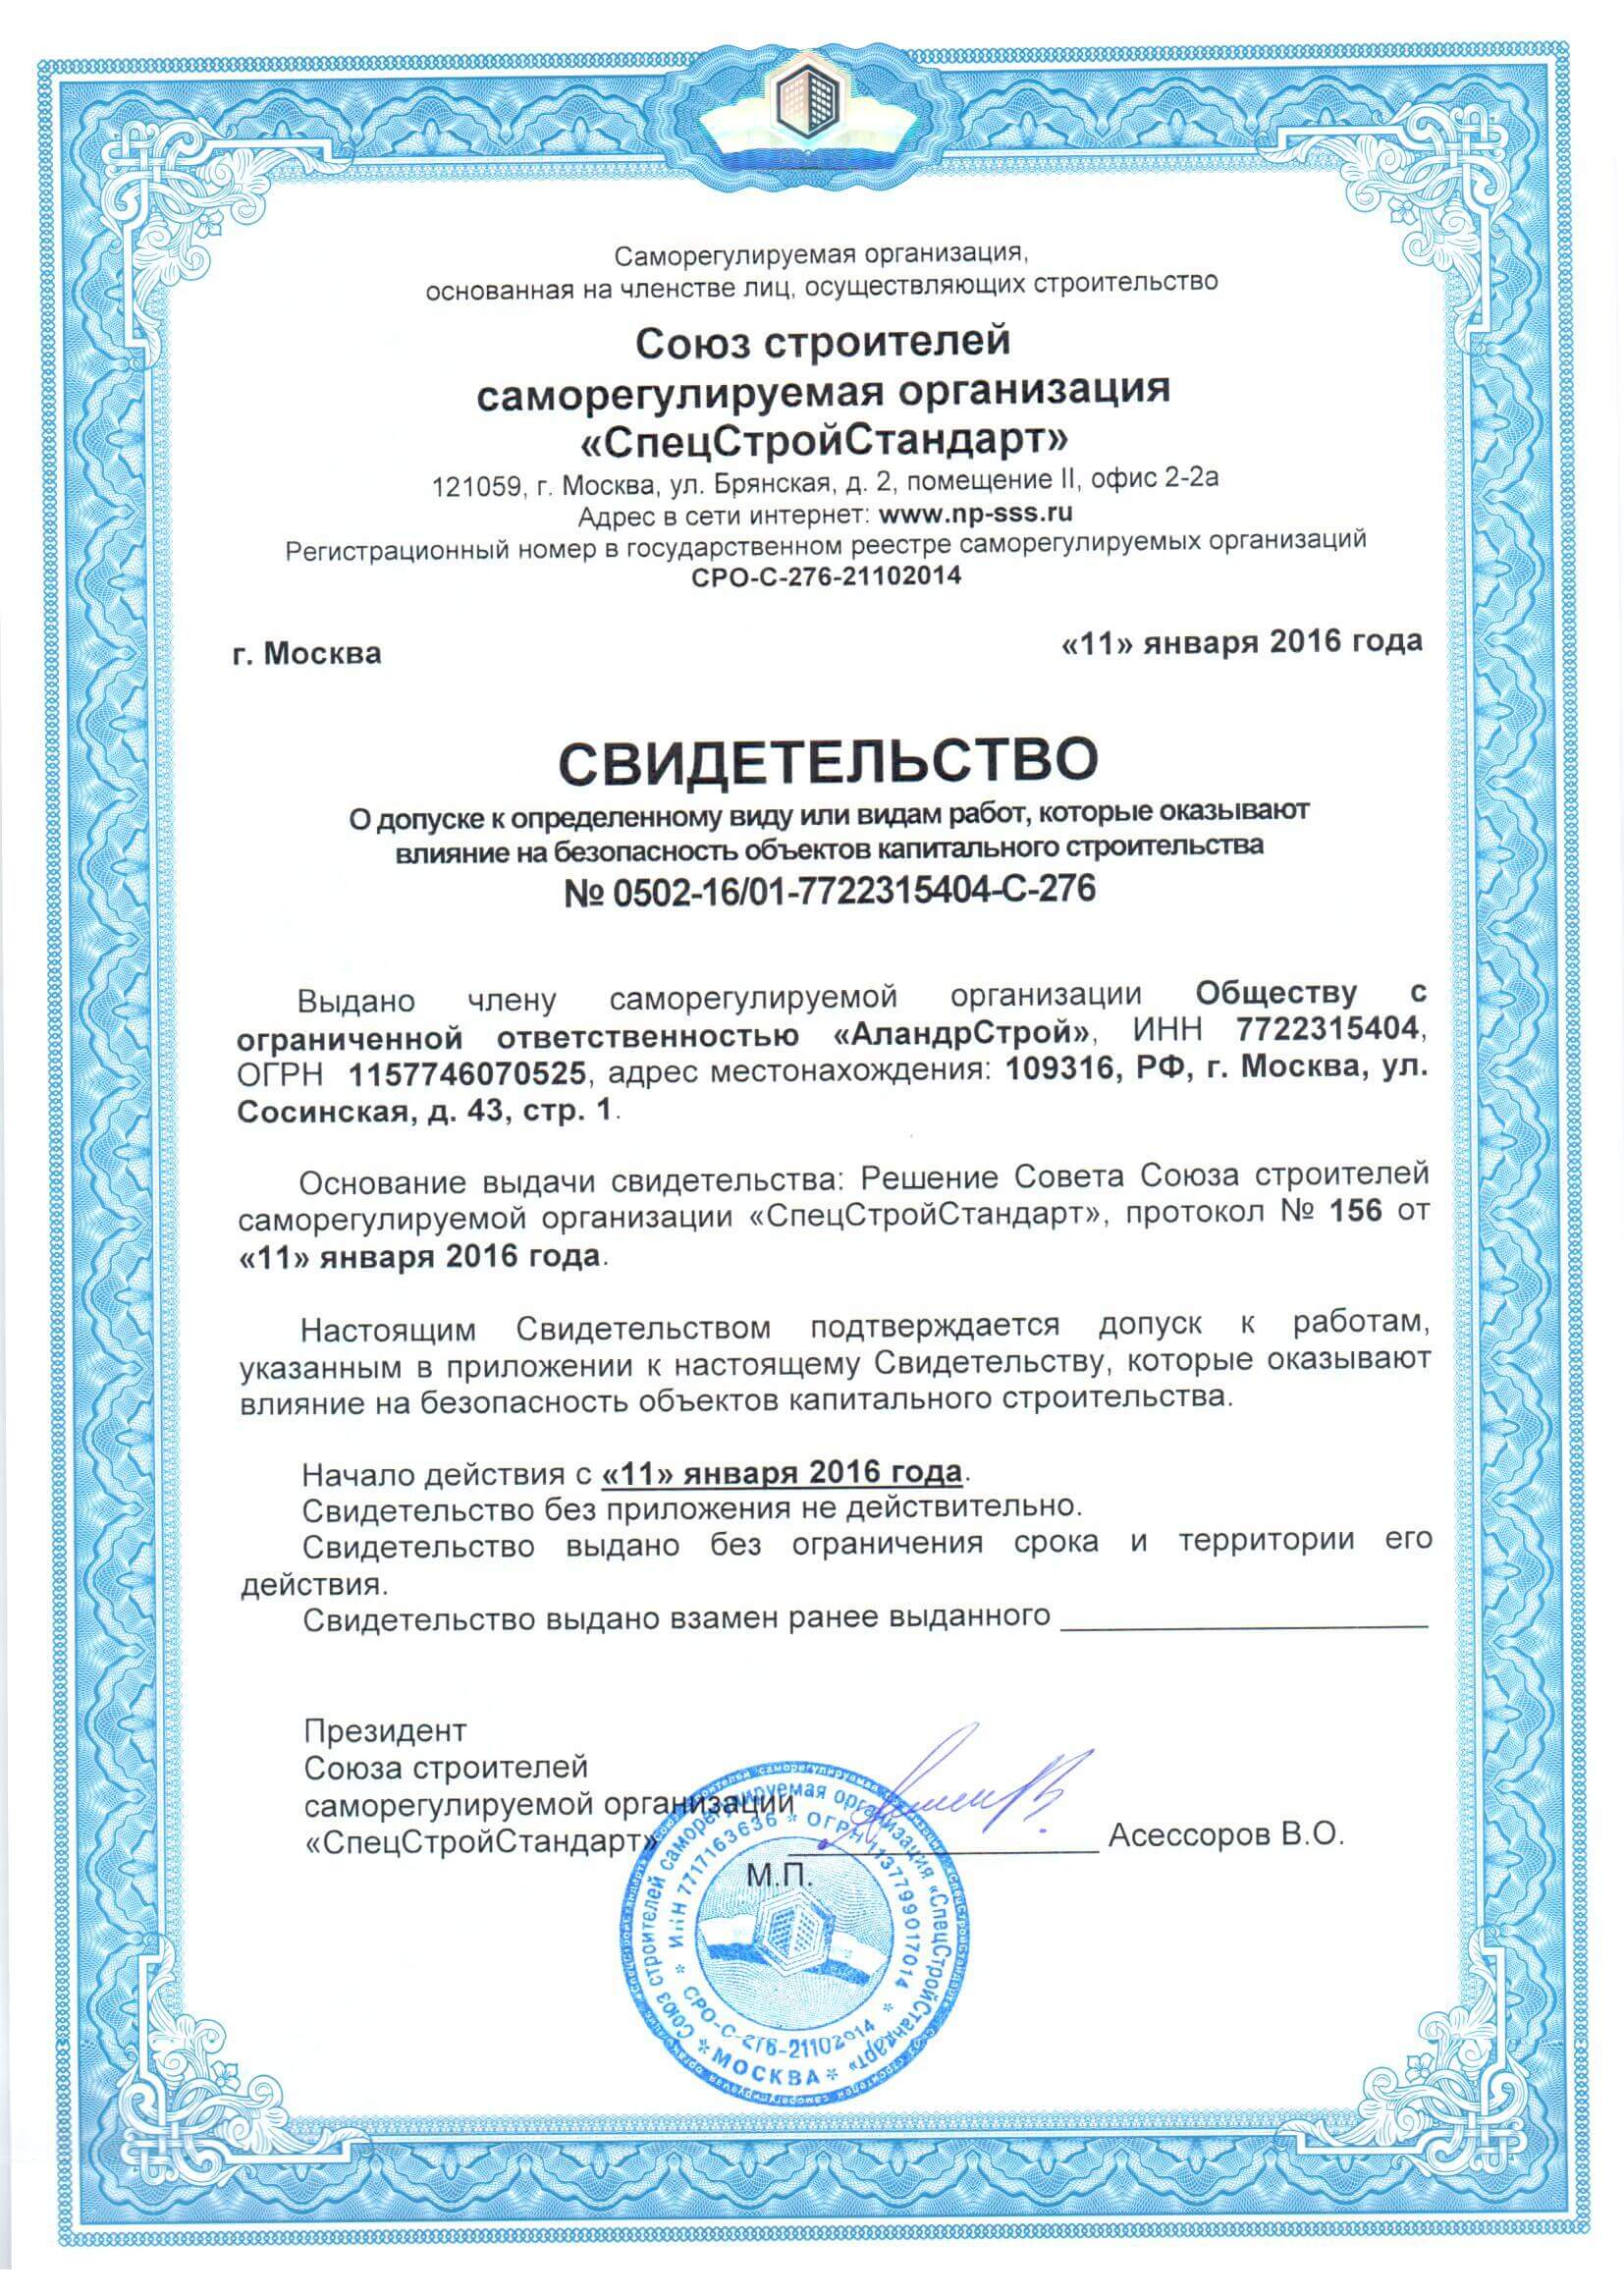 Саморегулируемая организация,
основанная на членстве лиц, осуществляющих строительство
Союз строителей
саморегулируемая организация
«СпецСтройСтандарт»
121059, г. Москва, ул. Брянская, д. 2, помещение II, офис 2-2а
Адрес в сети интернет: www.np-sss.ru
Регистрационный номер в государственном реестре саморегулируемых организаций
СРО-С-276-21102014
г. Москва
«11» января 2016 года
СВИДЕТЕЛЬСТВО
О допуске к определенному виду или видам работ, которые оказывают
влияние на безопасность объектов капитального строительства
№ 0502-16/01-7722315404-С-276
Выдано члену саморегулируемой организации Обществу с
ограниченной ответственностью «АландрСтрой», ИНН 7722315404,
ОГРН 1157746070525, адрес местонахождения: 109316, РФ, г. Москва, ул.
Сосинская, д. 43, стр. 1.
Основание выдачи свидетельства: Решение Совета Союза строителей
саморегулируемой организации «СпецСтройСтандарт», протокол № 156 от
«11» января 2016 года.
Настоящим Свидетельством подтверждается допуск к работам,
указанным в приложении к настоящему Свидетельству, которые оказывают
влияние на безопасность объектов капитального строительства.
Начало действия с «11» января 2016 года.
Свидетельство без приложения не действительно.
Свидетельство выдано без ограничения срока и территории его
действия.
Свидетельство выдано взамен ранее выданного ____________________
Президент
Союза строителей
саморегулируемой организации
«СпецСтройСтандарт» ________________ Асессоров В.О.
М.П.
Союз строителей саморегулируемая организация «СпецСтройСтандарт»
* МОСКВА *
* ИНН 7717163636 * ОГРН 1137799017014 *
СРО-С-276-21102014